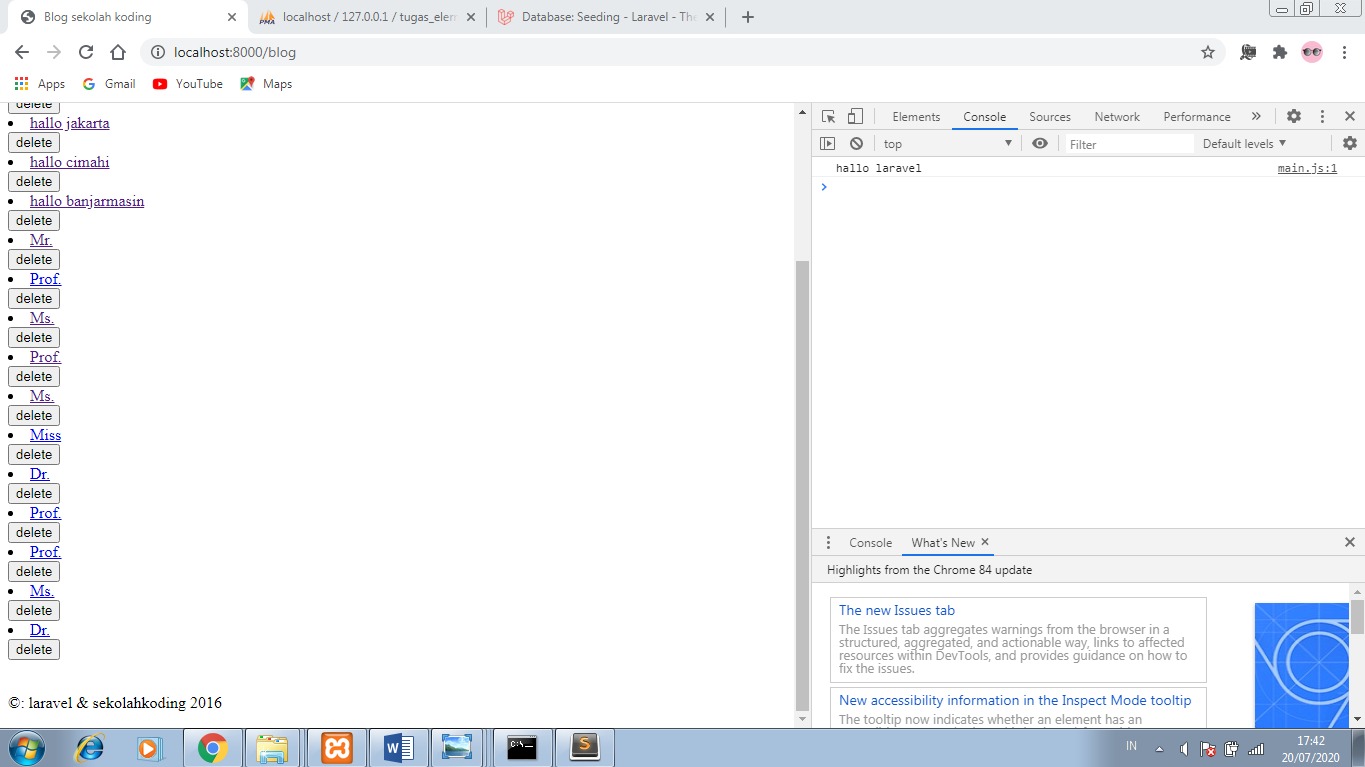 Blog sekolah koding
localhost / 127.0.0.1 / tugas_elem
Database: Seeding - Laravel - The
localhost:8000/blog
Apps
Gmail
YouTube
Maps
delete
hallo jakarta
delete
hallo cimahi
delete
hallo banjarmasin
delete
Mr.
delete
Prof.
delete
Ms.
delete
Prof.
delete
Ms.
delete
Miss
delete
Dr.
delete
Prof.
delete
Prof.
delete
Ms.
delete
Dr.
delete
©: laravel & sekolahkoding 2016
Elements Console Sources Network Performance »
top Filter Default levels
hallo laravel main.js:1
Console What's New
Highlights from the Chrome 84 update
The new Issues tab
The Issues tab aggregates warnings from the browser in a
structured, aggregated, and actionable way, links to affected
resources within DevTools, and provides guidance on how to
fix the issues.
New accessibility information in the Inspect Mode tooltip
The tooltip now indicates whether an element has an
IN
17:42
20/07/2020